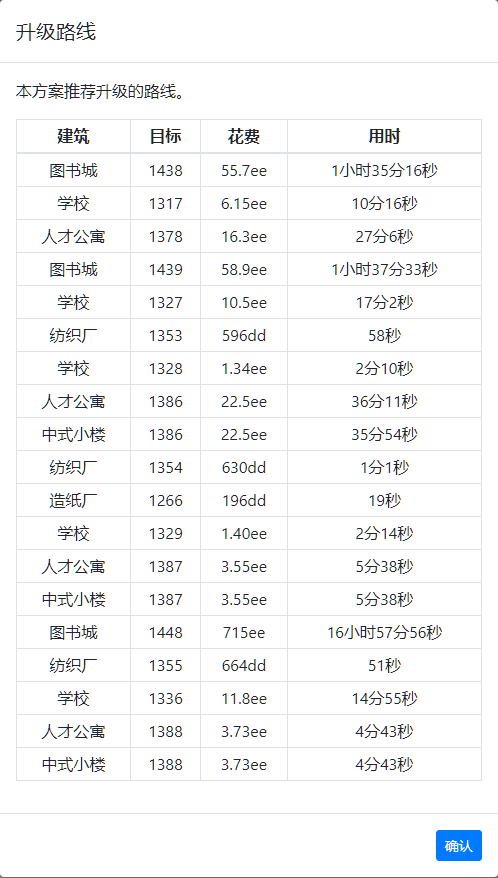 升级路线
本方案推荐升级的路线。
建筑 目标 花费 用时
图书城 1438 55.7ee 1小时35分16秒
学校 1317 6.15ee 10分16秒
人才公寓 1378 16.3ee 27分6秒
图书城 1439 58.9ee 1小时37分33秒
学校 1327 10.5ee 17分2秒
纺织厂 1353 596dd 58秒
学校 1328 1.34ee 2分10秒
人才公寓 1386 22.5ee 36分11秒
中式小楼 1386 22.5ee 35分54秒
纺织厂 1354 630dd 1分1秒
造纸厂 1266 196dd 19秒
学校 1329 1.40ee 2分14秒
人才公寓 1387 3.55ee 5分38秒
中式小楼 1387 3.55ee 5分38秒
图书城 1448 715ee 16小时57分56秒
纺织厂 1355 664dd 51秒
学校 1336 11.8ee 14分55秒
人才公寓 1388 3.73ee 4分43秒
中式小楼 1388 3.73ee 4分43秒
确认